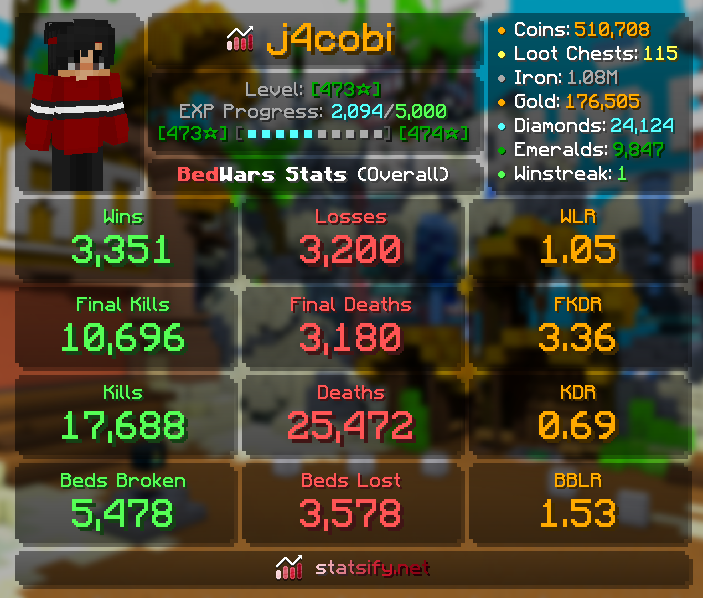 j4cobi
Level: [473☆]
EXP Progress: 2,094/5,000
[473☆] [■■■■■■■■■■] [474☆]
BedWars Stats (Overall)
• Coins: 510,708
• Loot Chests: 115
• Iron: 1.08M
• Gold: 176,505
• Diamonds: 24,124
• Emeralds: 9,847
• Winstreak: 1
Wins Losses WLR
3,351 3,200 1.05
Final Kills Final Deaths FKDR
10,696 3,180 3.36
Kills Deaths KDR
17,688 25,472 0.69
Beds Broken Beds Lost BBLR
5,478 3,578 1.53
statsify.net